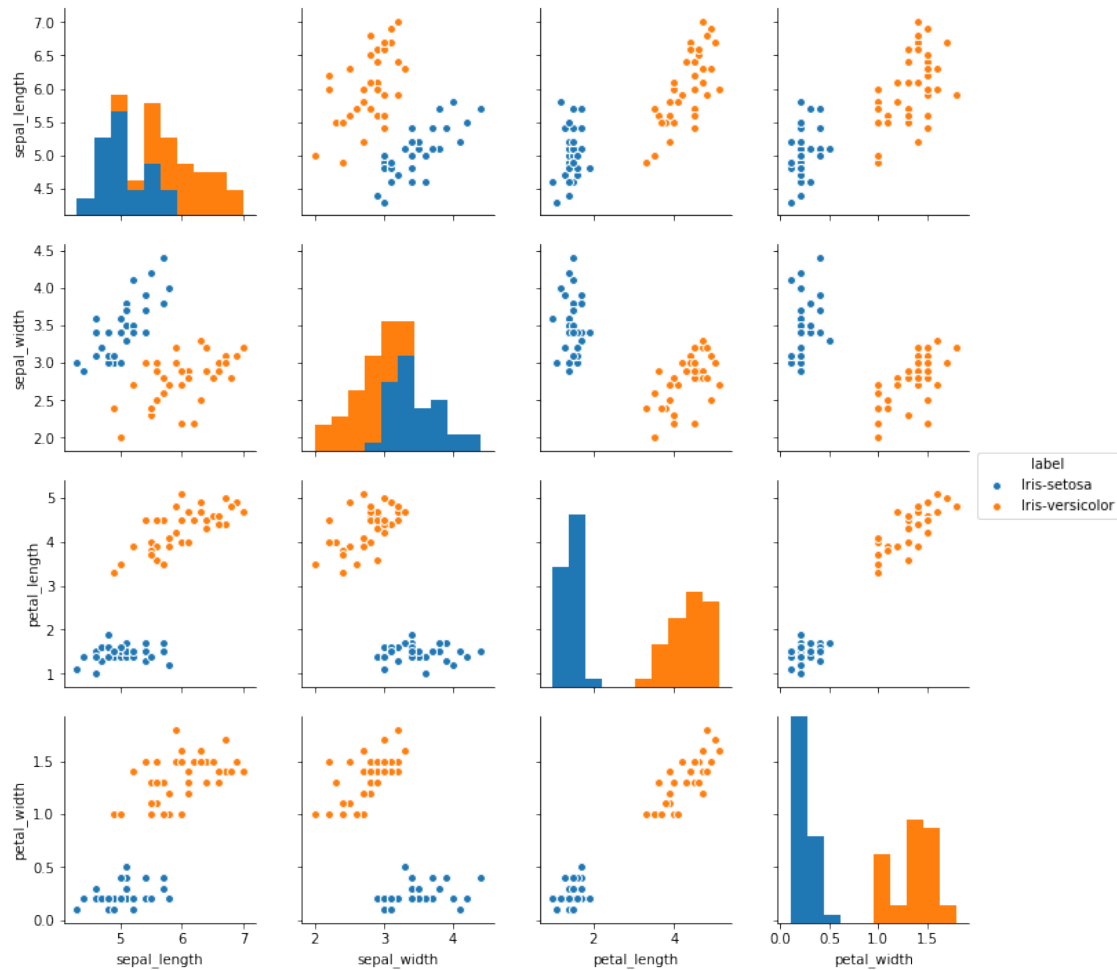 7.0
6.5
6.0
5.5
5.0
4.5
sepal_length
4.5
4.0
3.5
3.0
2.5
2.0
sepal_width
label
Iris-setosa
Iris-versicolor
5
4
3
2
1
petal_length
1.5
1.0
0.5
0.0
petal_width
5 6 7
2 3 4
2 4
0.0 0.5 1.0 1.5
sepal_length
sepal_width
petal_length
petal_width